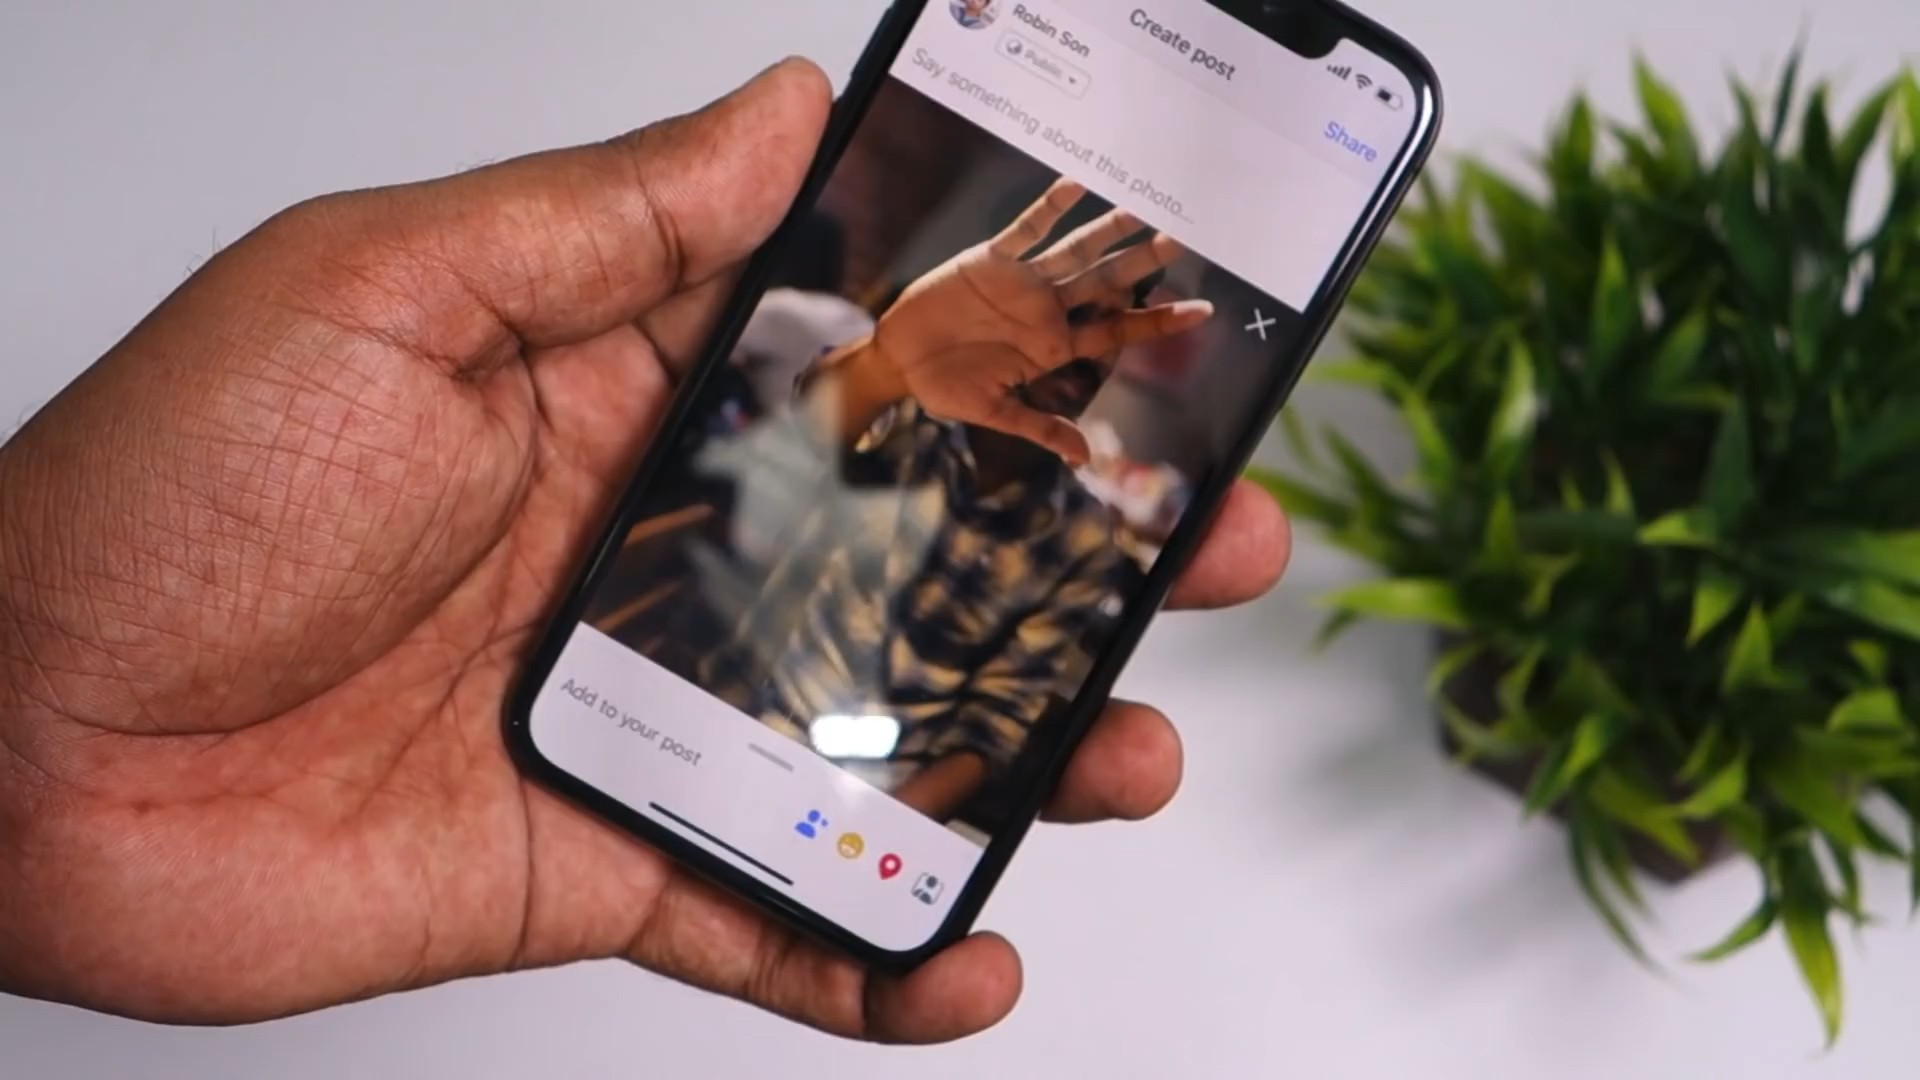 Create post
Robin Son
Public
Share
Say something about this photo...
Add to your post